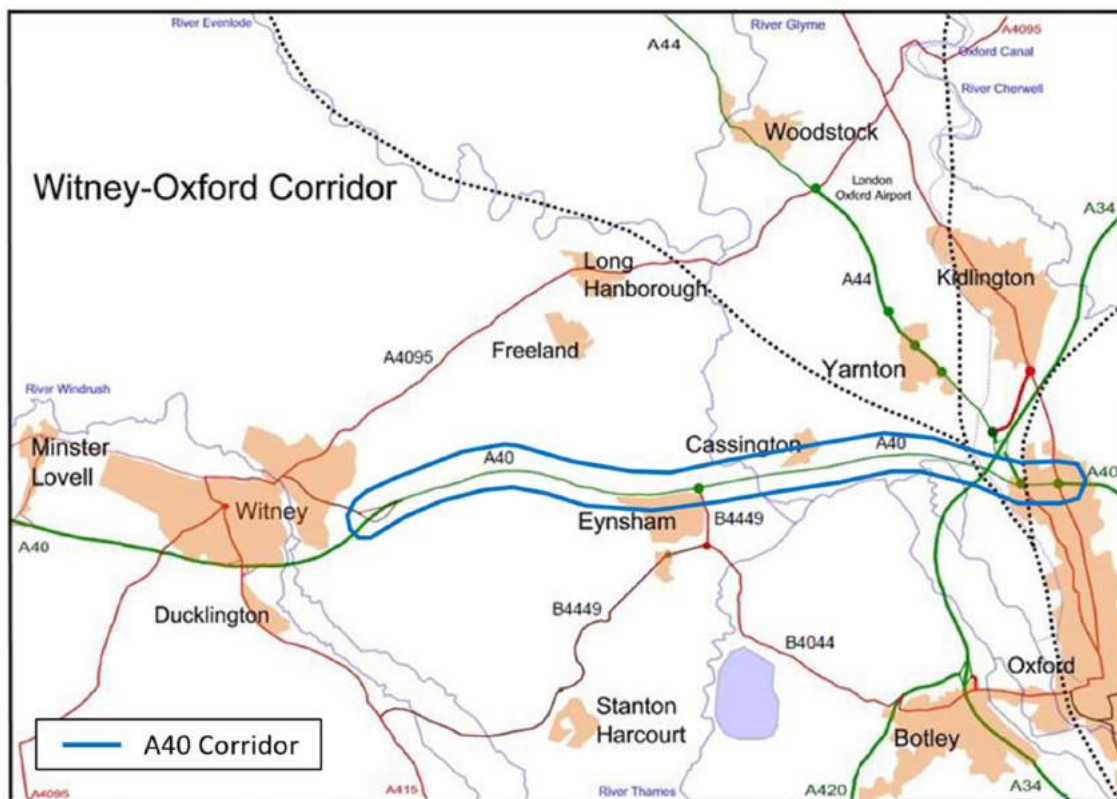 River Evenlode
A44
River Glyme
A4095
Oxford Canal
River Cherwell
Woodstock
Witney-Oxford Corridor
London
Oxford Airport
A34
Long
Hanborough
Kidlington
A44
Freeland
A4095
Yarnton
River Windrush
Minster
Lovell
Cassington
A40
A40
A40
Witney
Eynsham
B4449
A40
Ducklington
B4449
B4044
Oxford
Stanton
Harcourt
Botley
A40 Corridor
A4095
A415
River Thames
A420
A34